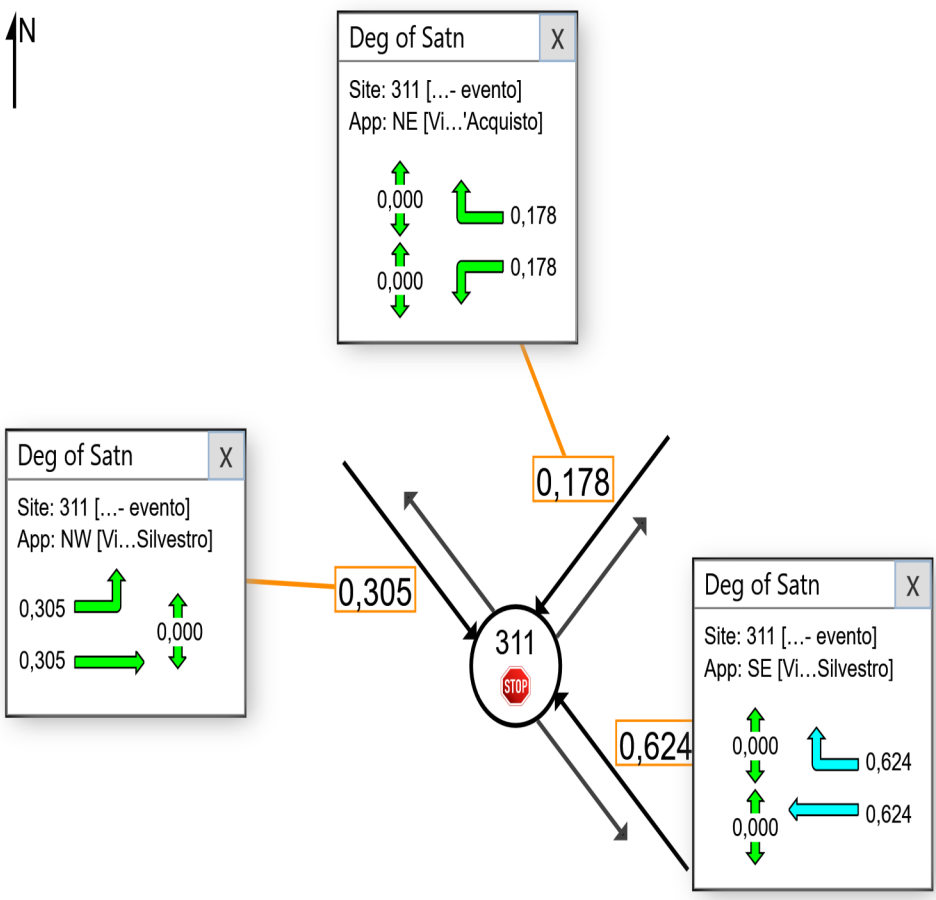 N
Deg of Satn X
Site: 311 [...- evento]
App: NE [Vi...'Acquisto]
0,000 0,178
0,000 0,178
0,178
Deg of Satn X
Site: 311 [...- evento]
App: NW [Vi...Silvestro]
0,305
0,000
0,305
0,305
311
STOP
0,624
Deg of Satn X
Site: 311 [...- evento]
App: SE [Vi...Silvestro]
0,000 0,624
0,000 0,624